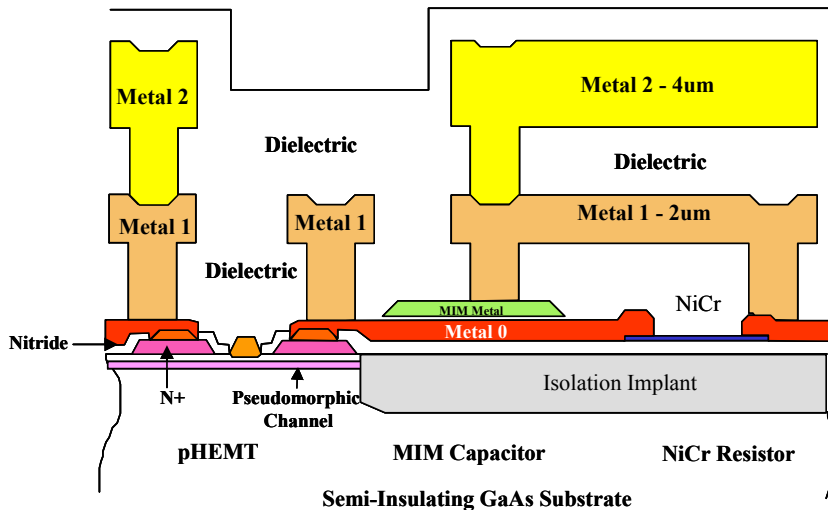 Metal 2
Metal 2 - 4um
Dielectric
Dielectric
Metal 1
Metal 1
Metal 1 - 2um
Dielectric
MIM Metal
NiCr
Metal 0
Nitride
N+
Pseudomorphic
Channel
Isolation Implant
pHEMT
MIM Capacitor
NiCr Resistor
Semi-Insulating GaAs Substrate